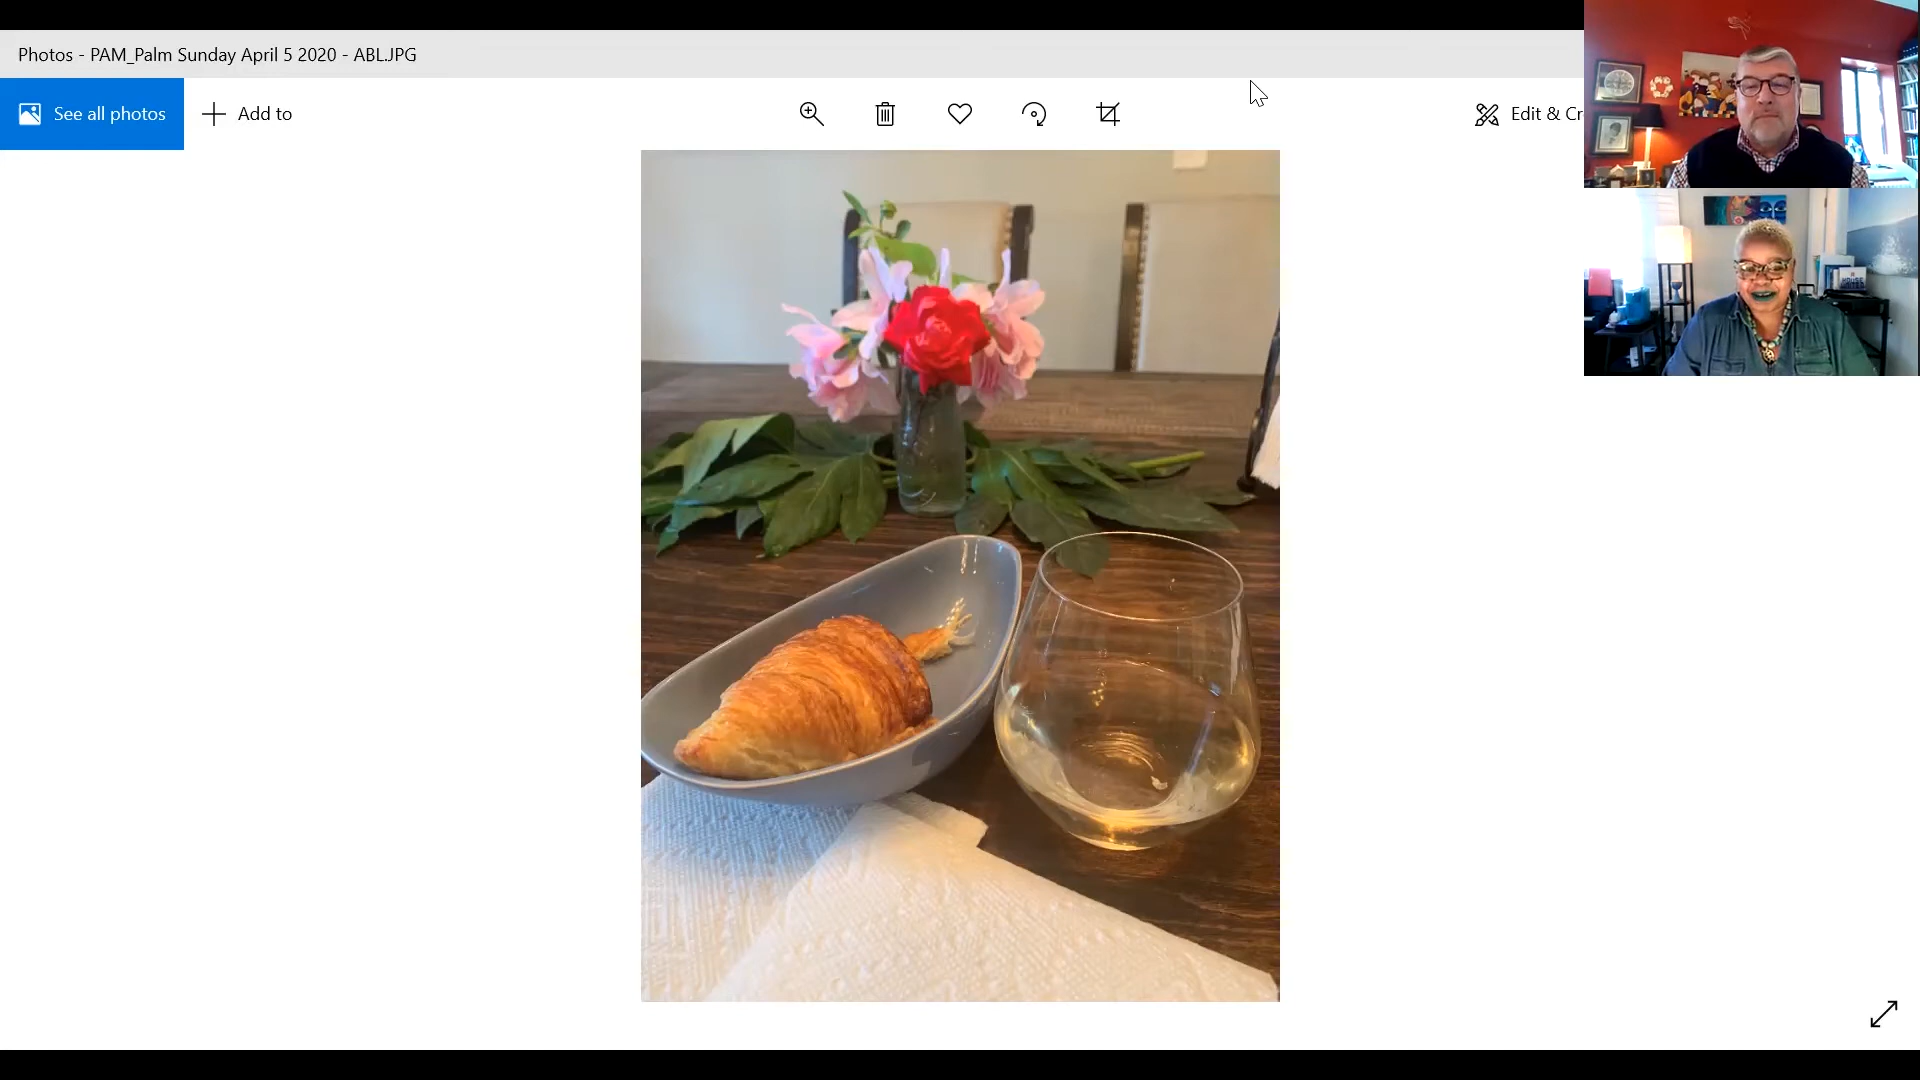 Photos - PAM_Palm Sunday April 5 2020 - ABL.JPG
See all photos
Add to
Edit & Cr